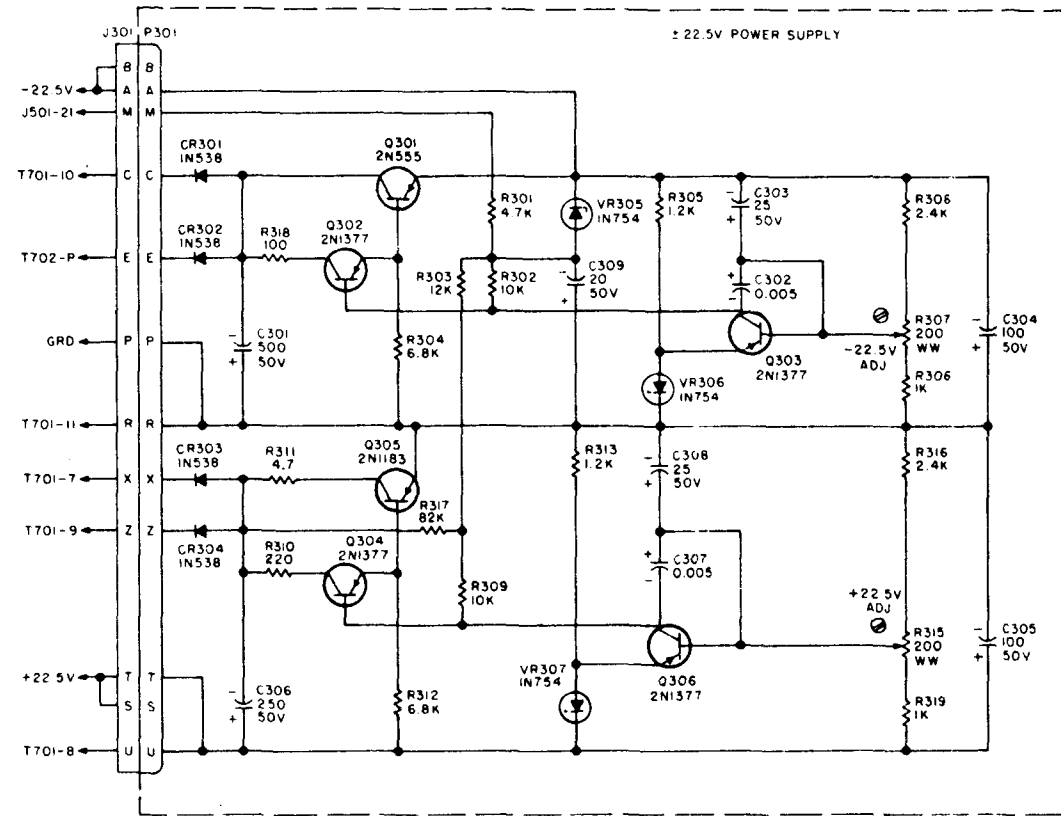 ± 22.5V POWER SUPPLY
J301 P301
B B
A A
M M
C C
E E
P P
R R
X X
Z Z
T T
S S
U U
-22.5V
J501-21
T701-10
T702-P
GRD
T701-11
T701-7
T701-9
+22.5V
T701-8
CR301
1N538
CR302
1N538
R318
100
Q301
2N555
Q302
2N1377
C301
500
50V
- +
R304
6.8K
R301
4.7K
R303
12K
R302
10K
VR305
1N754
C309
20
50V
- +
R305
1.2K
C303
25
50V
- +
C302
0.005
+ -
Q303
2N1377
VR306
1N754
R306
2.4K
R307
200
WW
-22.5V
ADJ
R306
1K
C304
100
50V
- +
CR303
1N538
R311
4.7
Q305
2N1183
R317
82K
CR304
1N538
R310
220
Q304
2N1377
R309
10K
R313
1.2K
C308
25
50V
- +
C307
0.005
+ -
R316
2.4K
+22.5V
ADJ
R315
200
WW
C305
100
50V
- +
C306
250
50V
- +
R312
6.8K
VR307
1N754
Q306
2N1377
R319
1K